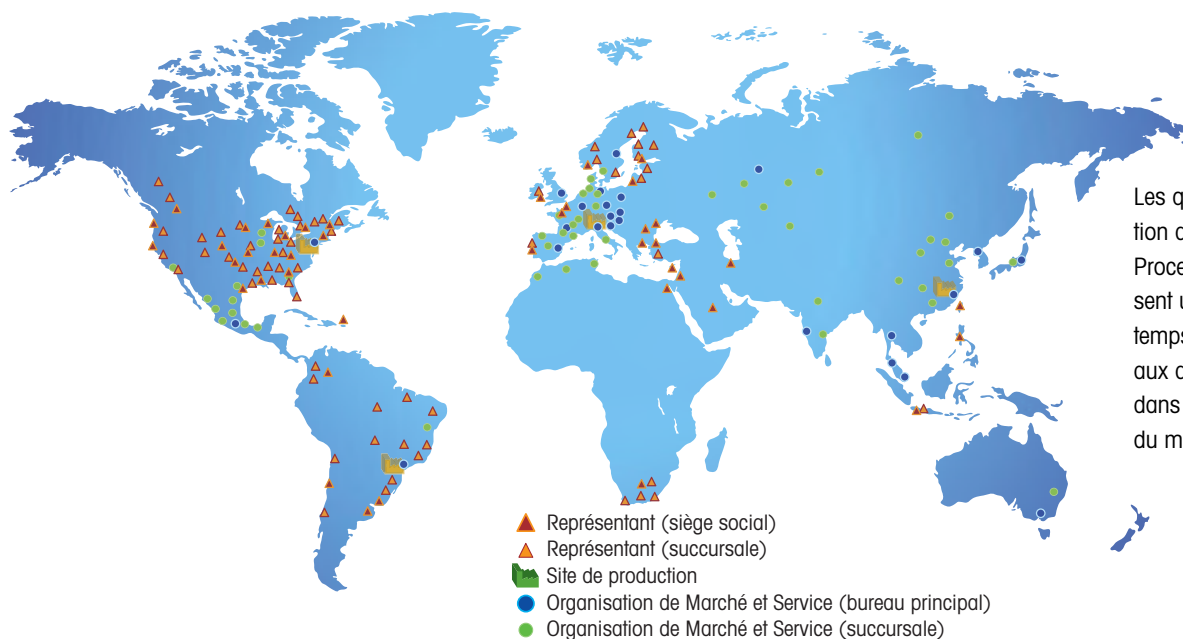 Les q
tion d
Proce
sent u
temps
aux d
dans
du m
Représentant (siège social)
Représentant (succursale)
Site de production
Organisation de Marché et Service (bureau principal)
Organisation de Marché et Service (succursale)